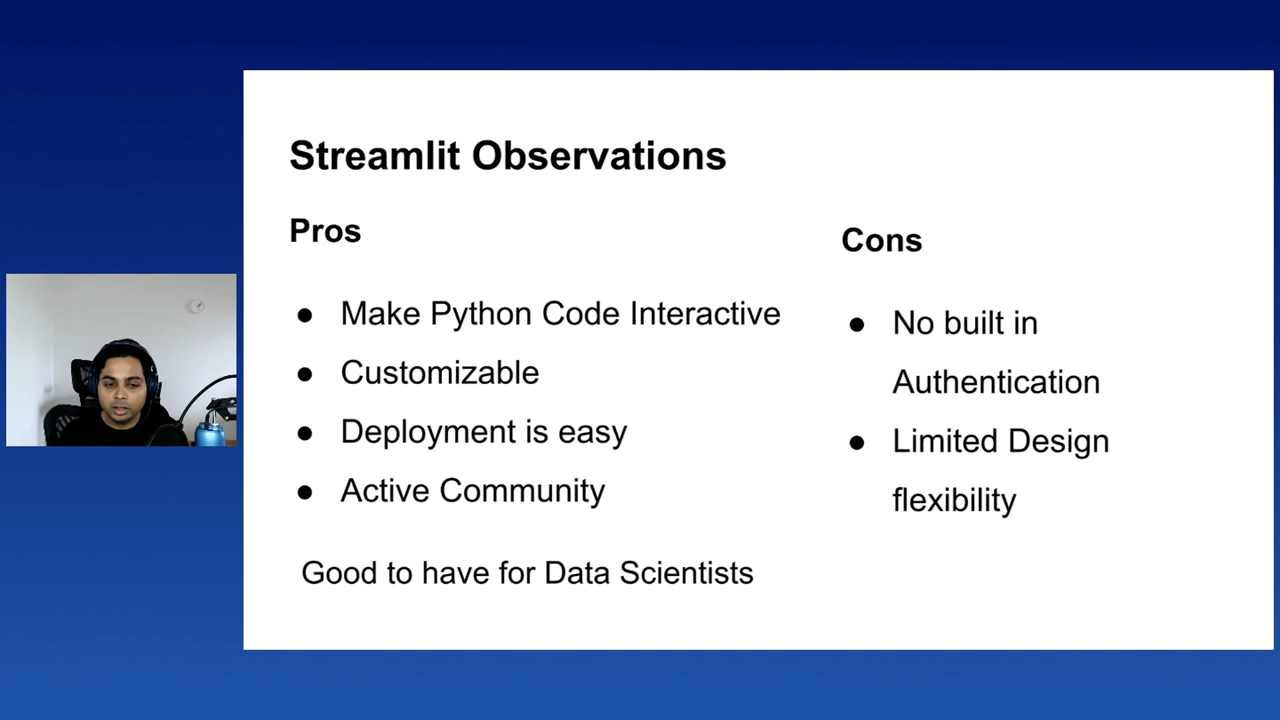 Streamlit Observations
Pros
Make Python Code Interactive
Customizable
Deployment is easy
Active Community
Good to have for Data Scientists
Cons
No built in
Authentication
Limited Design
flexibility